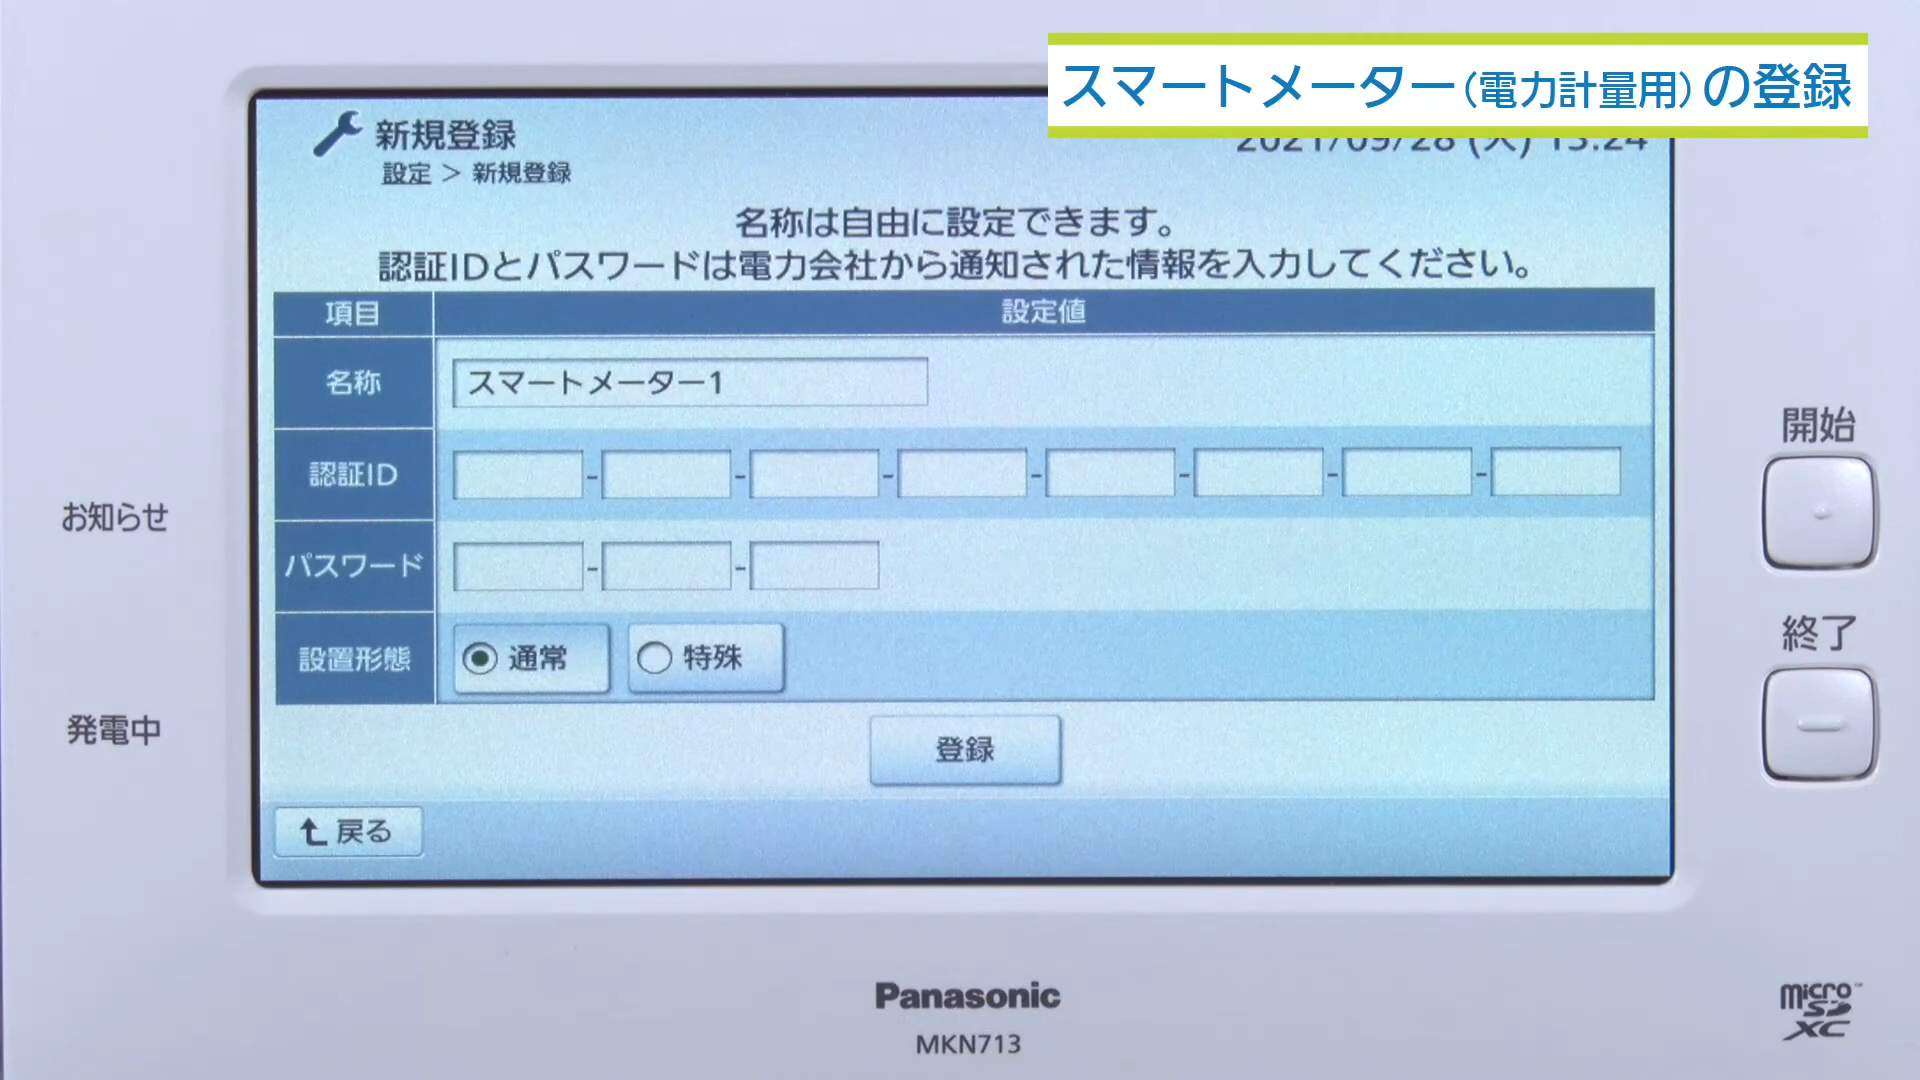 スマートメーター(電力計量用)の登録
新規登録
2021/09/28 (火) 13:24
設定 > 新規登録
名称は自由に設定できます。
認証IDとパスワードは電力会社から通知された情報を入力してください。
項目 設定値
名称 スマートメーター1
認証ID - - - - - - -
パスワード - -
設置形態 通常 特殊
登録
戻る
お知らせ
発電中
開始
終了
Panasonic
MKN713
micro SD XC